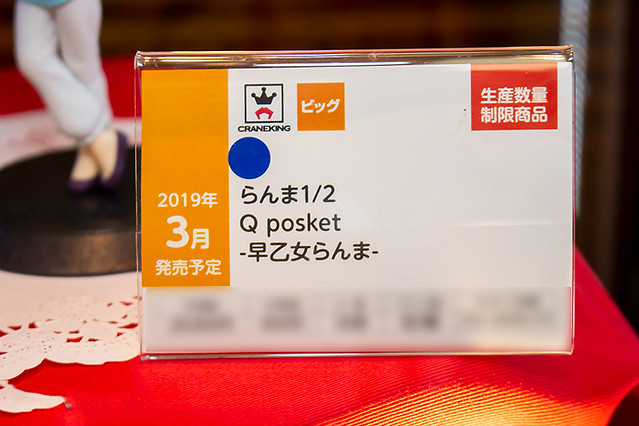 CRANEKING
ビッグ
生産数量
制限商品
2019年
3月
発売予定
らんま1/2
Q posket
-早乙女らんま-